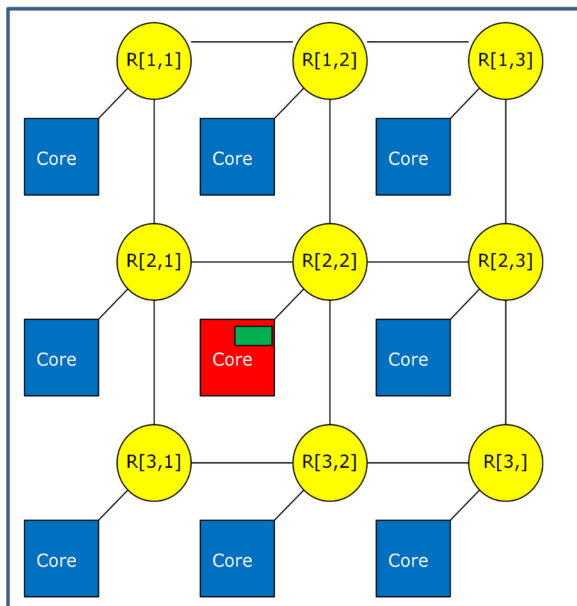 R[1,1]
R[1,2]
R[1,3]
Core
Core
Core
R[2,1]
R[2,2]
R[2,3]
Core
Core
Core
R[3,1]
R[3,2]
R[3,]
Core
Core
Core